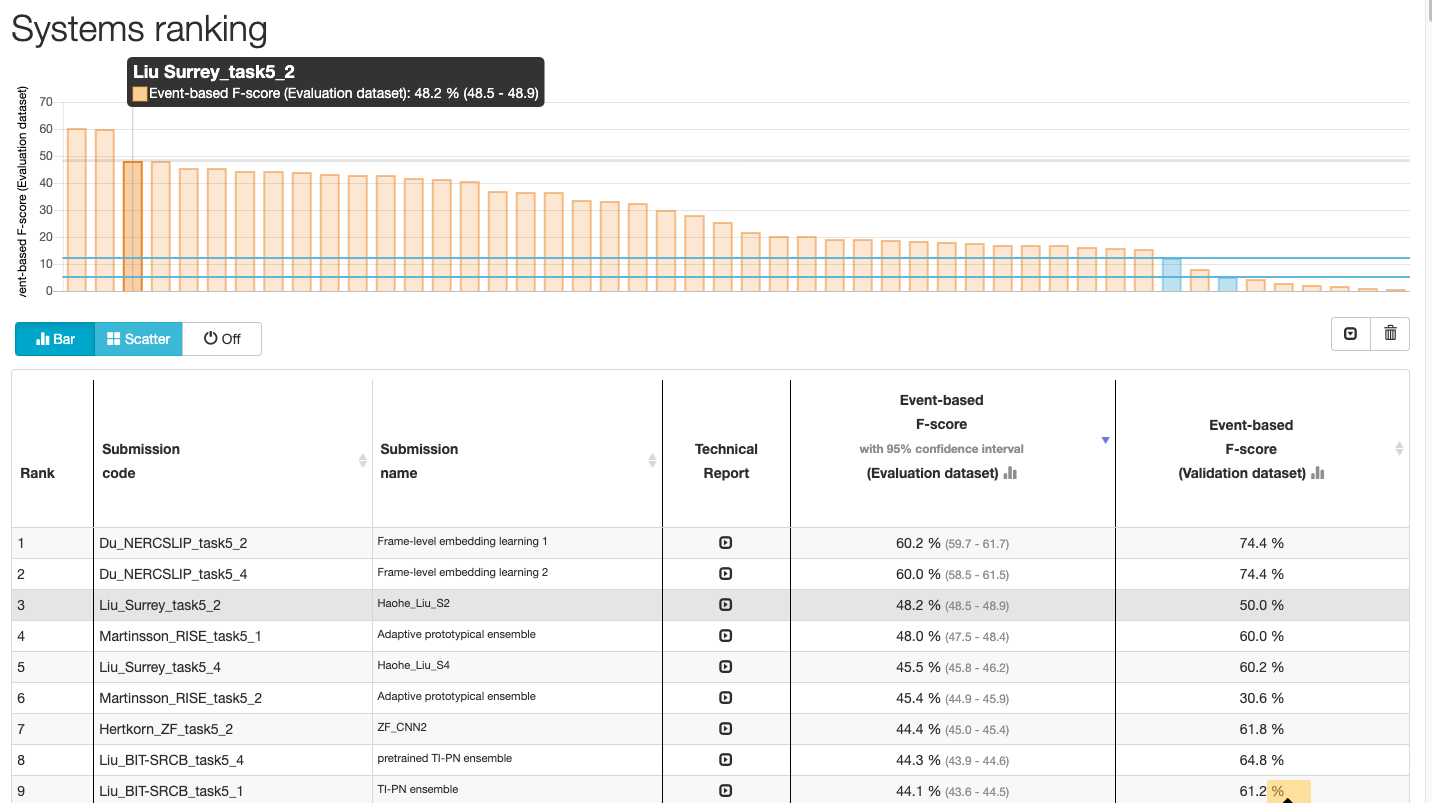 Systems ranking
Liu Surrey_task5_2
Event-based F-score (Evaluation dataset): 48.2 % (48.5 - 48.9)
ent-based F-score (Evaluation dataset)
70
60
50
40
30
20
10
0
Bar Scatter Off
Rank Submission code Submission name Technical Report Event-based F-score with 95% confidence interval (Evaluation dataset) Event-based F-score (Validation dataset)
1 Du_NERCSLIP_task5_2 Frame-level embedding learning 1 60.2 % (59.7 - 61.7) 74.4 %
2 Du_NERCSLIP_task5_4 Frame-level embedding learning 2 60.0 % (58.5 - 61.5) 74.4 %
3 Liu_Surrey_task5_2 Haohe_Liu_S2 48.2 % (48.5 - 48.9) 50.0 %
4 Martinsson_RISE_task5_1 Adaptive prototypical ensemble 48.0 % (47.5 - 48.4) 60.0 %
5 Liu_Surrey_task5_4 Haohe_Liu_S4 45.5 % (45.8 - 46.2) 60.2 %
6 Martinsson_RISE_task5_2 Adaptive prototypical ensemble 45.4 % (44.9 - 45.9) 30.6 %
7 Hertkorn_ZF_task5_2 ZF_CNN2 44.4 % (45.0 - 45.4) 61.8 %
8 Liu_BIT-SRCB_task5_4 pretrained TI-PN ensemble 44.3 % (43.9 - 44.6) 64.8 %
9 Liu_BIT-SRCB_task5_1 TI-PN ensemble 44.1 % (43.6 - 44.5) 61.2 %